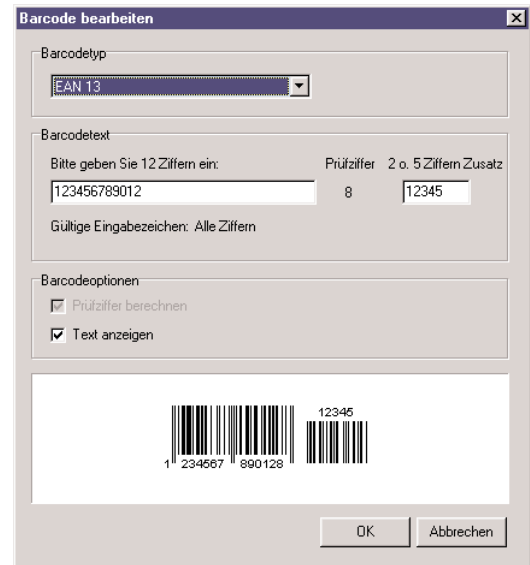 Barcode bearbeiten
Barcodetyp
EAN 13
Barcodetext
Bitte geben Sie 12 Ziffern ein: Prüfziffer 2 o. 5 Ziffern Zusatz
123456789012 8 12345
Gültige Eingabezeichen: Alle Ziffern
Barcodeoptionen
Prüfziffer berechnen
Text anzeigen
12345
1 234567 890128
OK Abbrechen